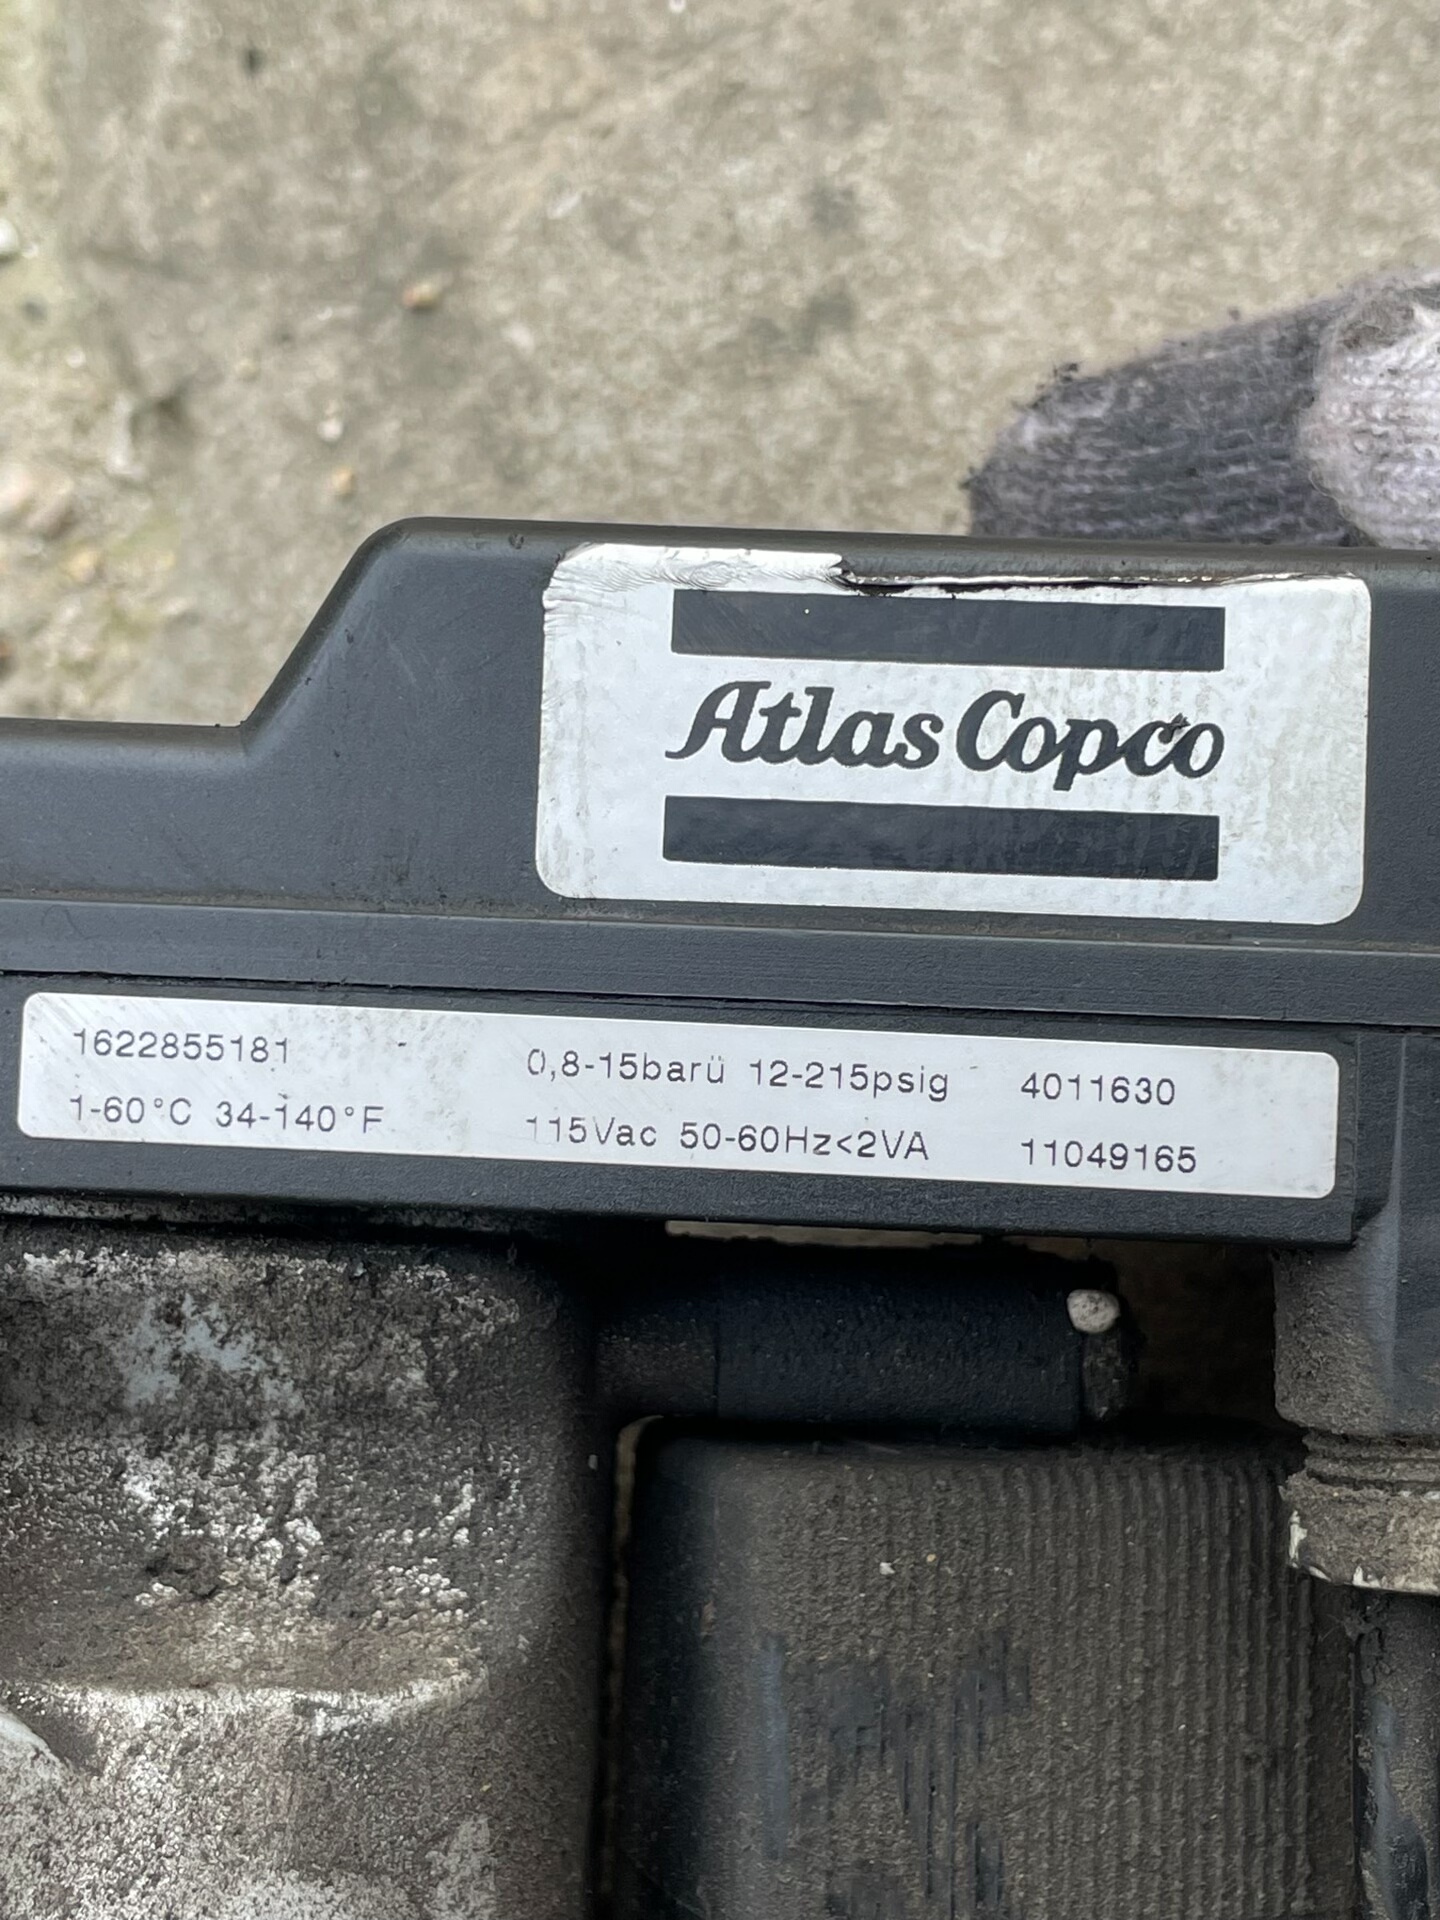 Atlas Copco
1622855181 0,8-15barü 12-215psig 4011630
1-60°C 34-140°F 115Vac 50-60Hz<2VA 11049165